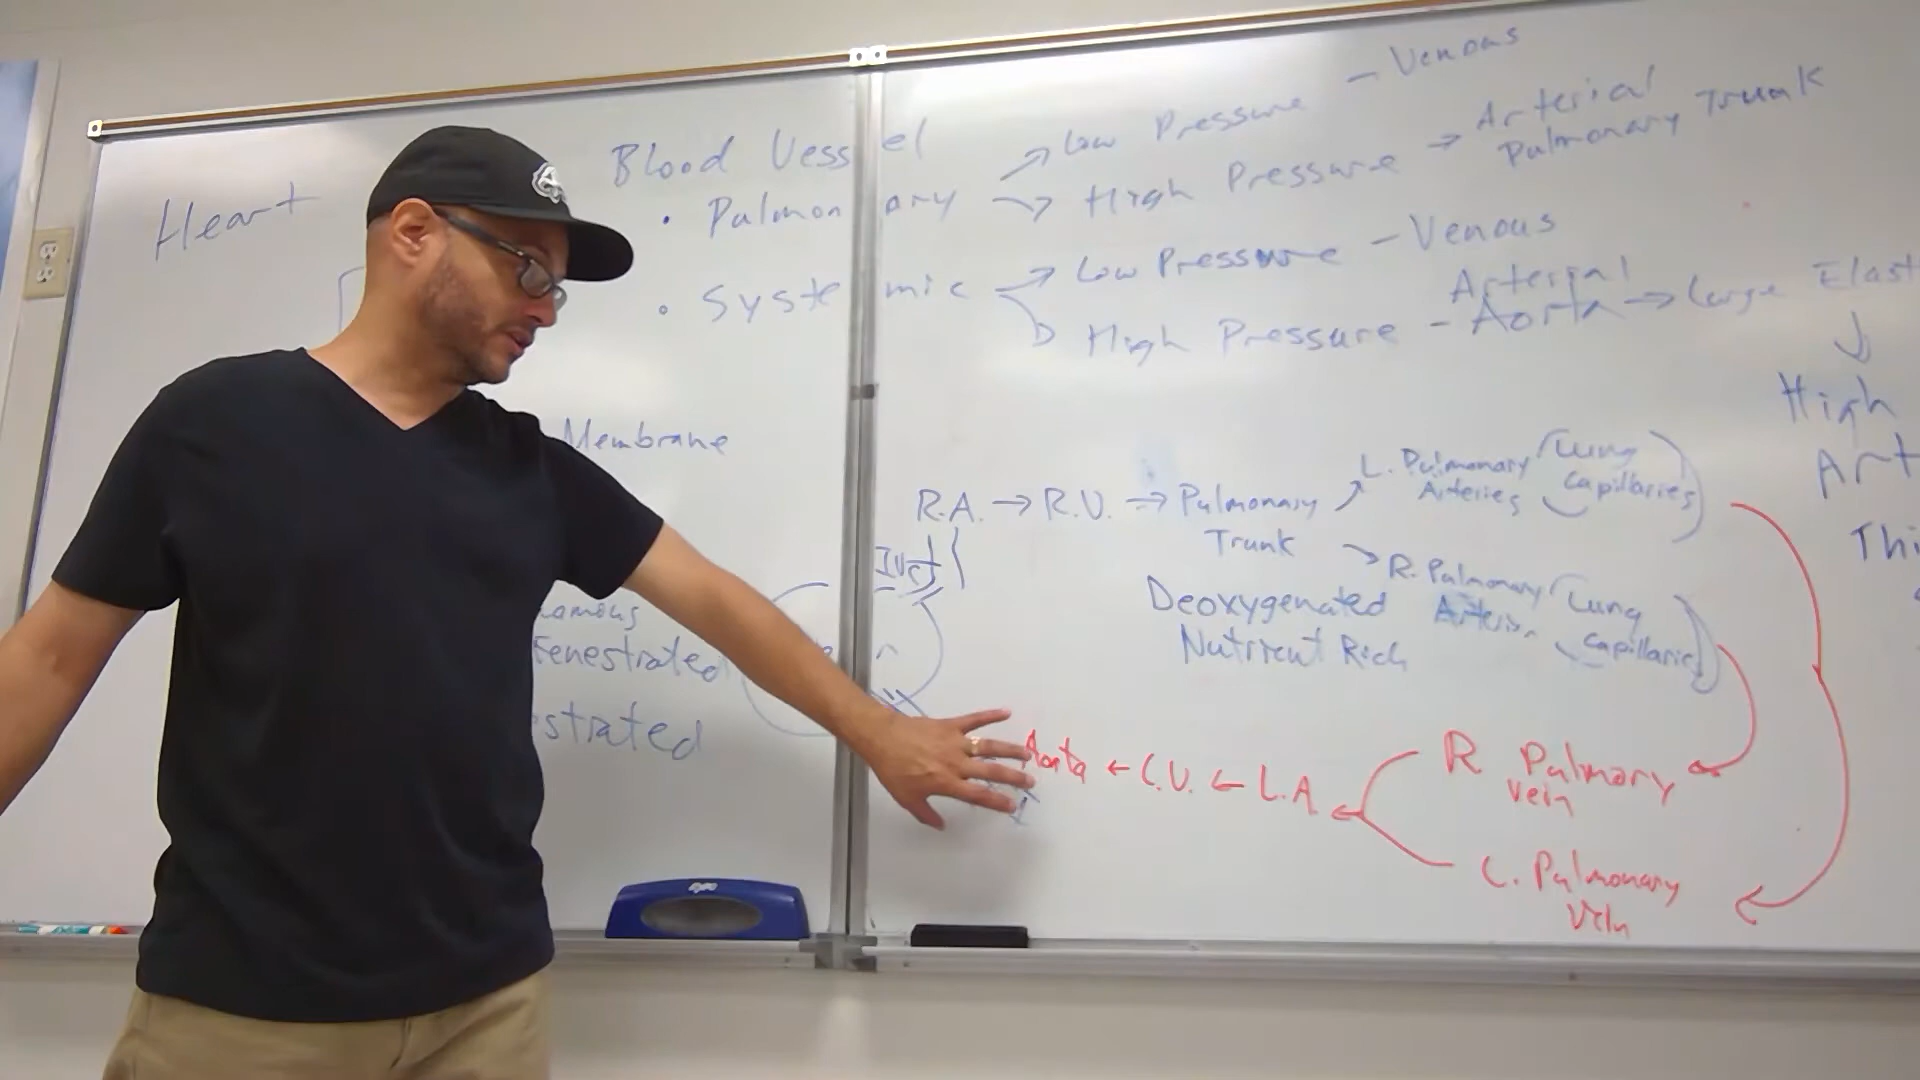 Heart
Blood Vessel
• Pulmonary
Low Pressure - Venous
High Pressure → Arterial
Pulmonary Trunk
• Systemic
Low Pressure - Venous
Arterial
High Pressure - Aorta → Large Elast
High
Art
Thi
Membrane
Fenestrated
strated
R.A. → R.V. → Pulmonary
Trunk
L. Pulmonary
Arteries
Lung
Capillaries
R. Pulmonary
Lung
Capillaries
Deoxygenated
Nutrient Rich
Aorta ← L.V. ← L.A
R Pulmonary
Vein
L. Pulmonary
Vein
expo